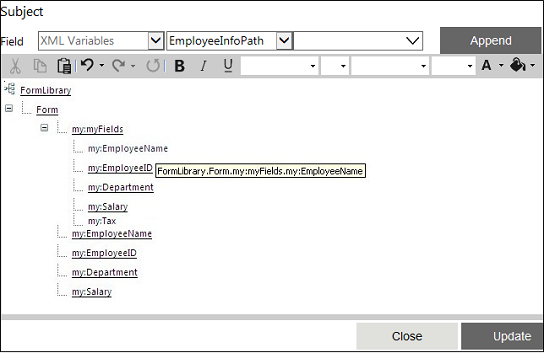 Subject
Field XML Variables EmployeeInfoPath Append
B I U A
FormLibrary
Form
my:myFields
my:EmployeeName
my:EmployeeID FormLibrary.Form.my:myFields.my:EmployeeName
my:Department
my:Salary
my:Tax
my:EmployeeName
my:EmployeeID
my:Department
my:Salary
Close Update